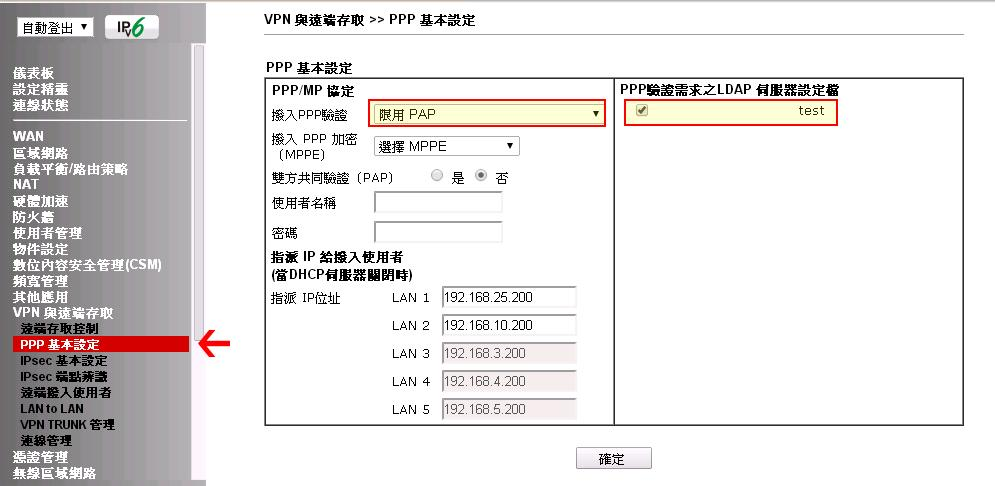 自動登出
IPv6
儀表板
設定精靈
連線狀態
WAN
區域網路
負載平衡/路由策略
NAT
硬體加速
防火牆
使用者管理
物件設定
數位內容安全管理(CSM)
頻寬管理
其他應用
VPN 與遠端存取
遠端存取控制
PPP 基本設定
IPsec 基本設定
IPsec 端點辨識
遠端撥入使用者
LAN to LAN
VPN TRUNK 管理
連線管理
憑證管理
無線區域網路
VPN 與遠端存取 >> PPP 基本設定
PPP 基本設定
PPP/MP 協定
撥入PPP驗證 限用 PAP
撥入 PPP 加密
(MPPE) 選擇 MPPE
雙方共同驗證 (PAP) 是 否
使用者名稱
密碼
指派 IP 給撥入使用者
(當DHCP伺服器關閉時)
指派 IP位址 LAN 1 192.168.25.200
LAN 2 192.168.10.200
LAN 3 192.168.3.200
LAN 4 192.168.4.200
LAN 5 192.168.5.200
PPP驗證需求之LDAP 伺服器設定檔
test
確定